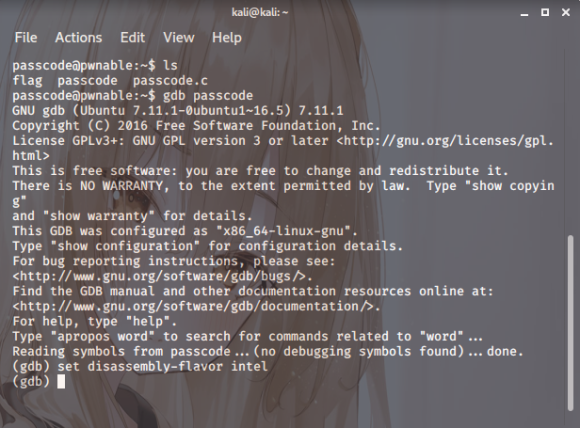 kali@kali: ~
File Actions Edit View Help
passcode@pwnable:~$ ls
flag  passcode  passcode.c
passcode@pwnable:~$ gdb passcode
GNU gdb (Ubuntu 7.11.1-0ubuntu1~16.5) 7.11.1
Copyright (C) 2016 Free Software Foundation, Inc.
License GPLv3+: GNU GPL version 3 or later <http://gnu.org/licenses/gpl.
html>
This is free software: you are free to change and redistribute it.
There is NO WARRANTY, to the extent permitted by law.  Type "show copyin
g"
and "show warranty" for details.
This GDB was configured as "x86_64-linux-gnu".
Type "show configuration" for configuration details.
For bug reporting instructions, please see:
<http://www.gnu.org/software/gdb/bugs/>.
Find the GDB manual and other documentation resources online at:
<http://www.gnu.org/software/gdb/documentation/>.
For help, type "help".
Type "apropos word" to search for commands related to "word"...
Reading symbols from passcode...(no debugging symbols found)...done.
(gdb) set disassembly-flavor intel
(gdb)